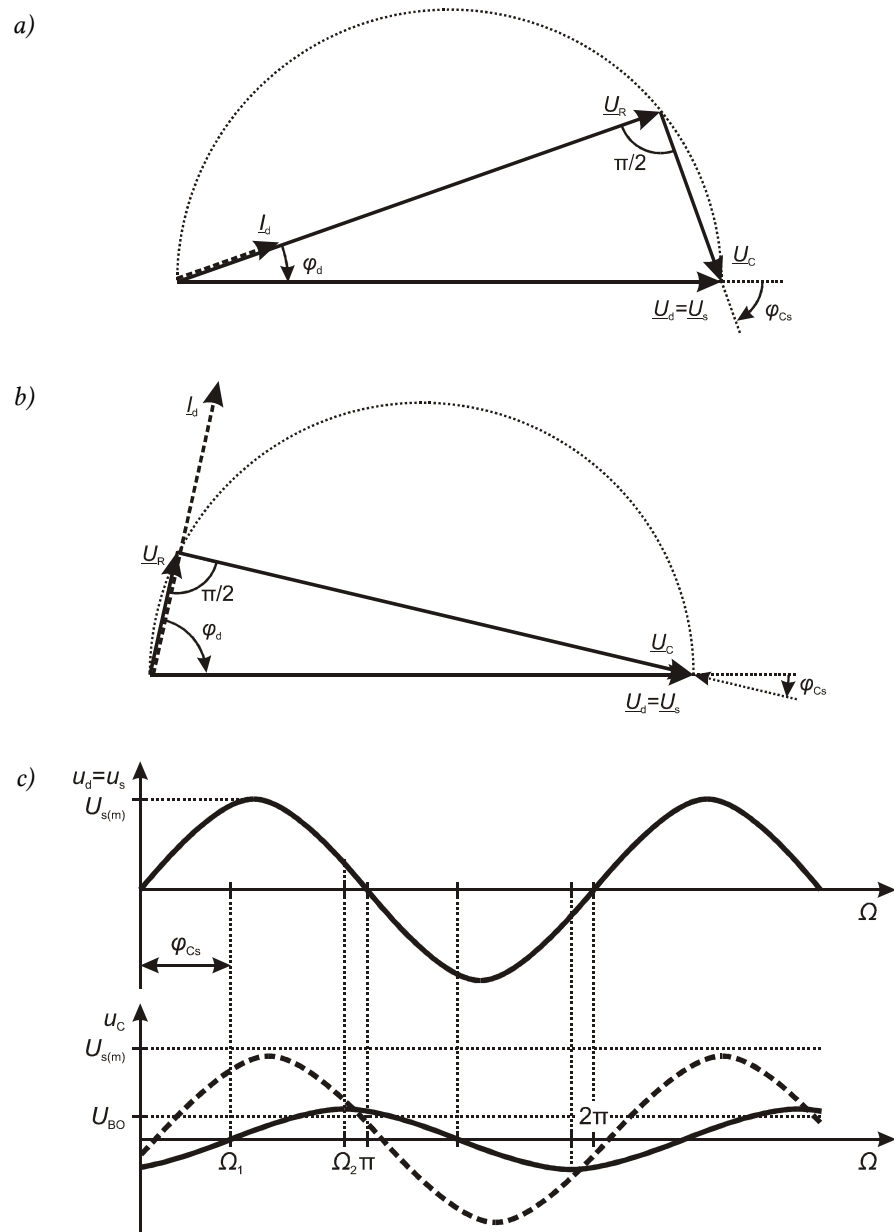 a)
U_R
π/2
I_d
φ_d
U_C
U_d=U_s
φ_Cs
b)
I_d
U_R
π/2
φ_d
U_C
U_d=U_s
φ_Cs
c)
u_d=u_s
U_s(m)
Ω
φ_Cs
u_C
U_s(m)
U_BO
2π
Ω_1
Ω_2 π
Ω